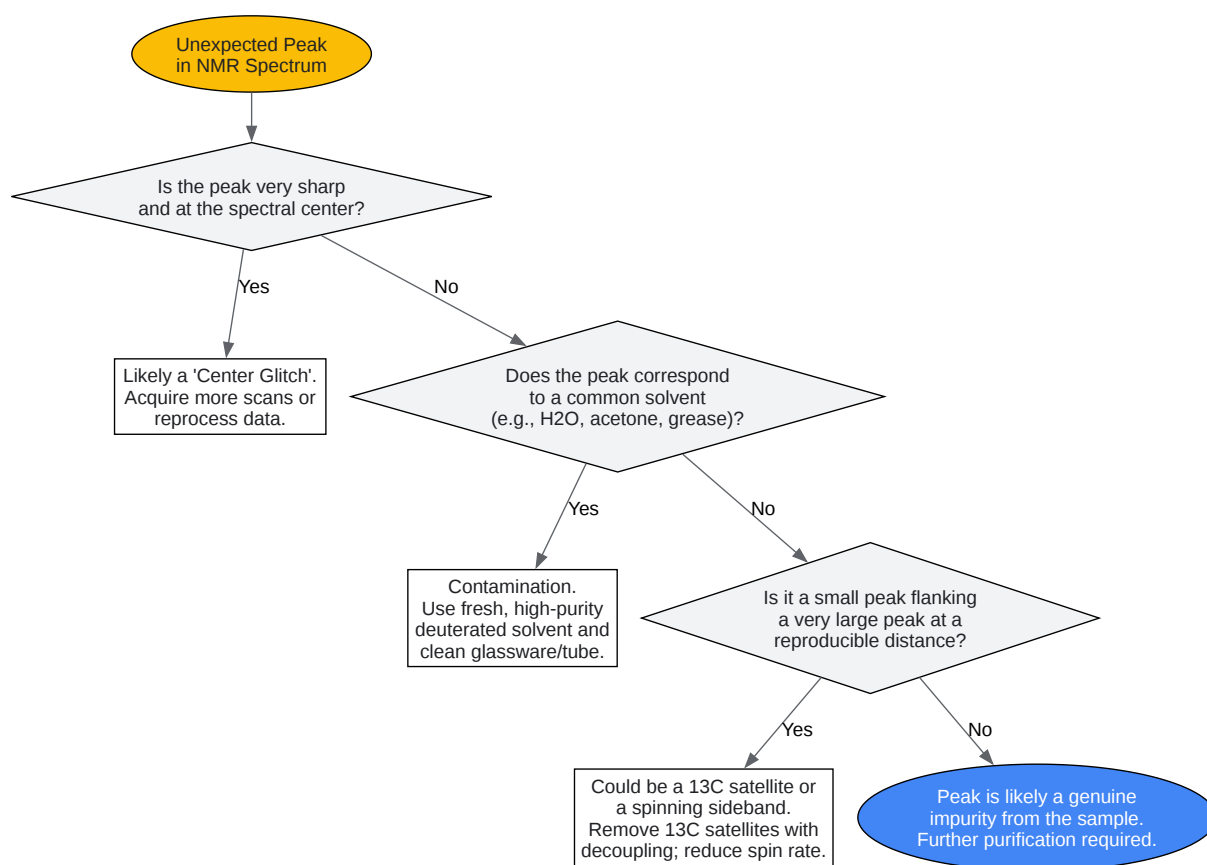 Unexpected Peak
in NMR Spectrum
Is the peak very sharp
and at the spectral center?
Yes
No
Likely a 'Center Glitch'.
Acquire more scans or
reprocess data.
Does the peak correspond
to a common solvent
(e.g., H2O, acetone, grease)?
Yes
No
Contamination.
Use fresh, high-purity
deuterated solvent and
clean glassware/tube.
Is it a small peak flanking
a very large peak at a
reproducible distance?
Yes
No
Could be a 13C satellite or
a spinning sideband.
Remove 13C satellites with
decoupling; reduce spin rate.
Peak is likely a genuine
impurity from the sample.
Further purification required.